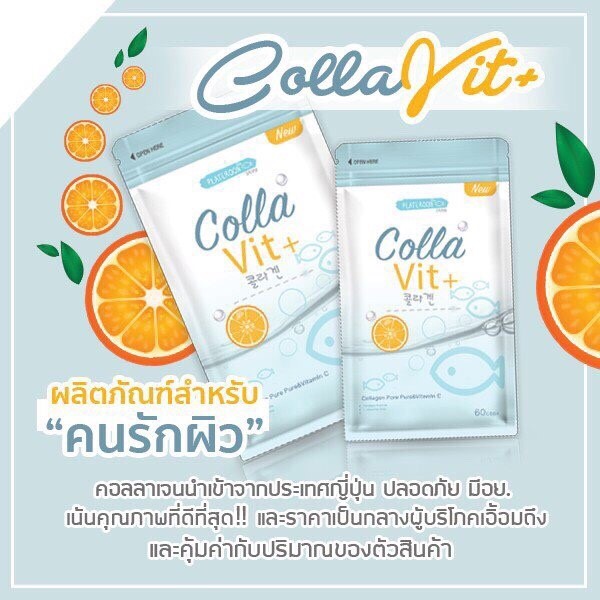 CollaVit+
OPEN HERE
New
Colla
Vit+
콜라겐
OPEN HERE
New
Colla
Vit+
콜라겐
Collagen Pure Pure&Vitamin C
60
ผลิตภัณฑ์สำหรับ
“คนรักผิว”
คอลลาเจนนำเข้าจากประเทศญี่ปุ่น ปลอดภัย มีอย.
เน้นคุณภาพที่ดีที่สุด!! และราคาเป็นกลางผู้บริโภคเอื้อมถึง
และคุ้มค่ากับปริมาณของตัวสินค้า